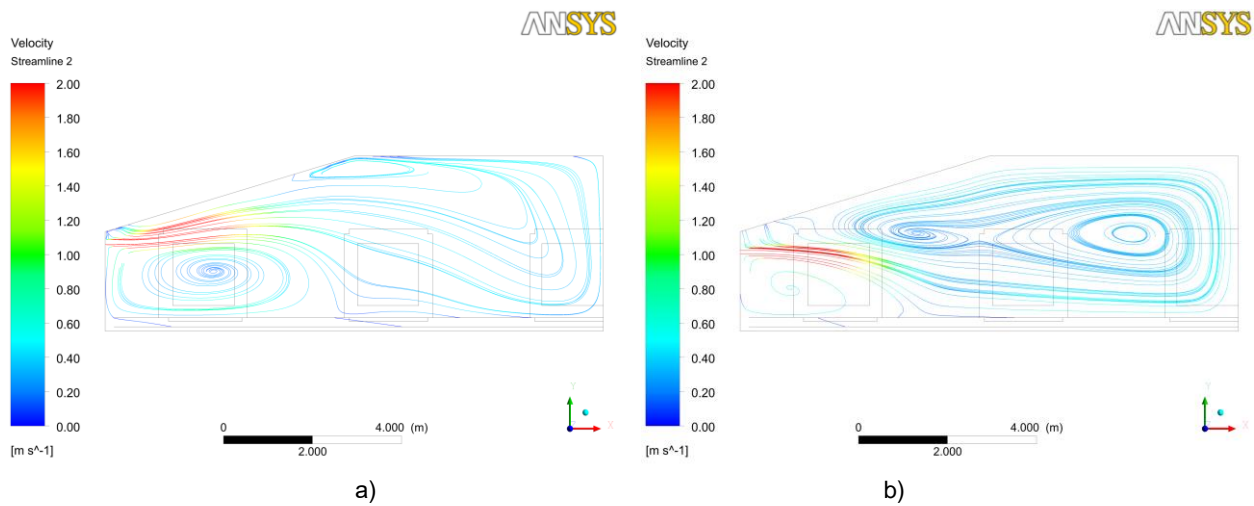 ANSYS
Velocity
Streamline 2
2.00
1.80
1.60
1.40
1.20
1.00
0.80
0.60
0.40
0.20
0.00
[m s^-1]
0 4.000 (m)
2.000
Y
X
a)
ANSYS
Velocity
Streamline 2
2.00
1.80
1.60
1.40
1.20
1.00
0.80
0.60
0.40
0.20
0.00
[m s^-1]
0 4.000 (m)
2.000
Y
X
b)